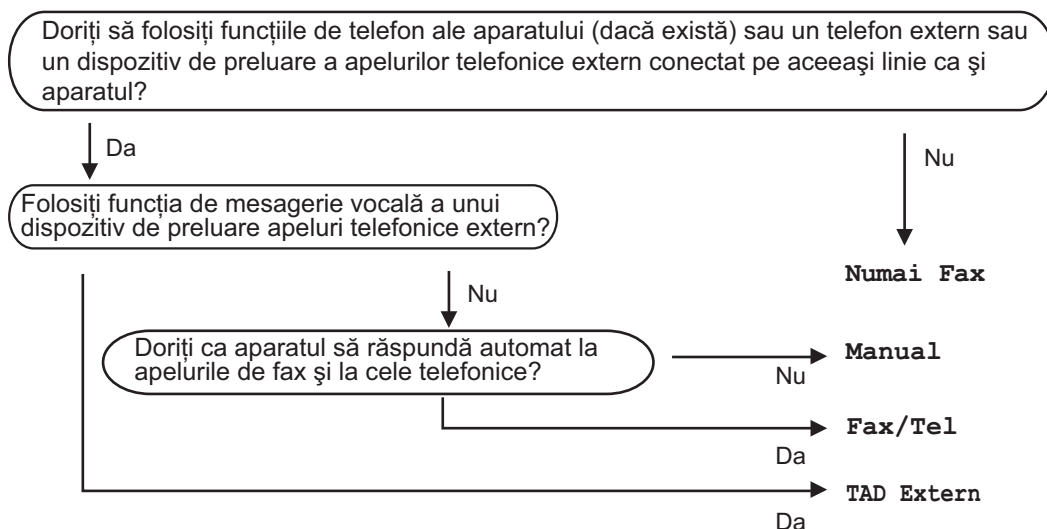 Doriți să folosiți funcțiile de telefon ale aparatului (dacă există) sau un telefon extern sau
un dispozitiv de preluare a apelurilor telefonice extern conectat pe aceeaşi linie ca şi
aparatul?
Da
Nu
Folosiți funcția de mesagerie vocală a unui
dispozitiv de preluare apeluri telefonice extern?
Numai Fax
Nu
Doriți ca aparatul să răspundă automat la
apelurile de fax şi la cele telefonice?
Manual
Nu
Fax/Tel
Da
TAD Extern
Da